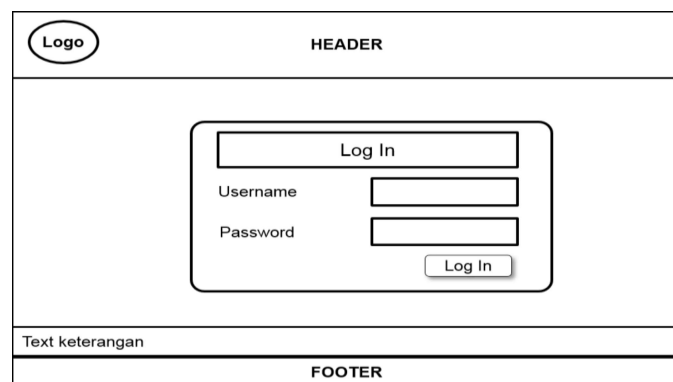 Logo
HEADER
Log In
Username
Password
Log In
Text keterangan
FOOTER